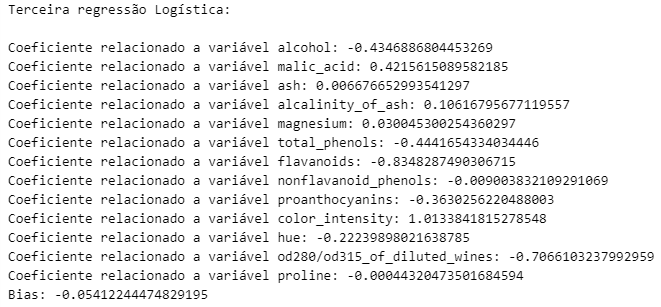 Terceira regressão Logística:
Coeficiente relacionado a variável alcohol: -0.4346886804453269
Coeficiente relacionado a variável malic_acid: 0.4215615089582185
Coeficiente relacionado a variável ash: 0.006676652993541297
Coeficiente relacionado a variável alcalinity_of_ash: 0.10616795677119557
Coeficiente relacionado a variável magnesium: 0.030045300254360297
Coeficiente relacionado a variável total_phenols: -0.4441654334034446
Coeficiente relacionado a variável flavanoids: -0.8348287490306715
Coeficiente relacionado a variável nonflavanoid_phenols: -0.009003832109291069
Coeficiente relacionado a variável proanthocyanins: -0.3630256220488003
Coeficiente relacionado a variável color_intensity: 1.0133841815278548
Coeficiente relacionado a variável hue: -0.22239898021638785
Coeficiente relacionado a variável od280/od315_of_diluted_wines: -0.7066103237992959
Coeficiente relacionado a variável proline: -0.00044320473501684594
Bias: -0.05412244474829195